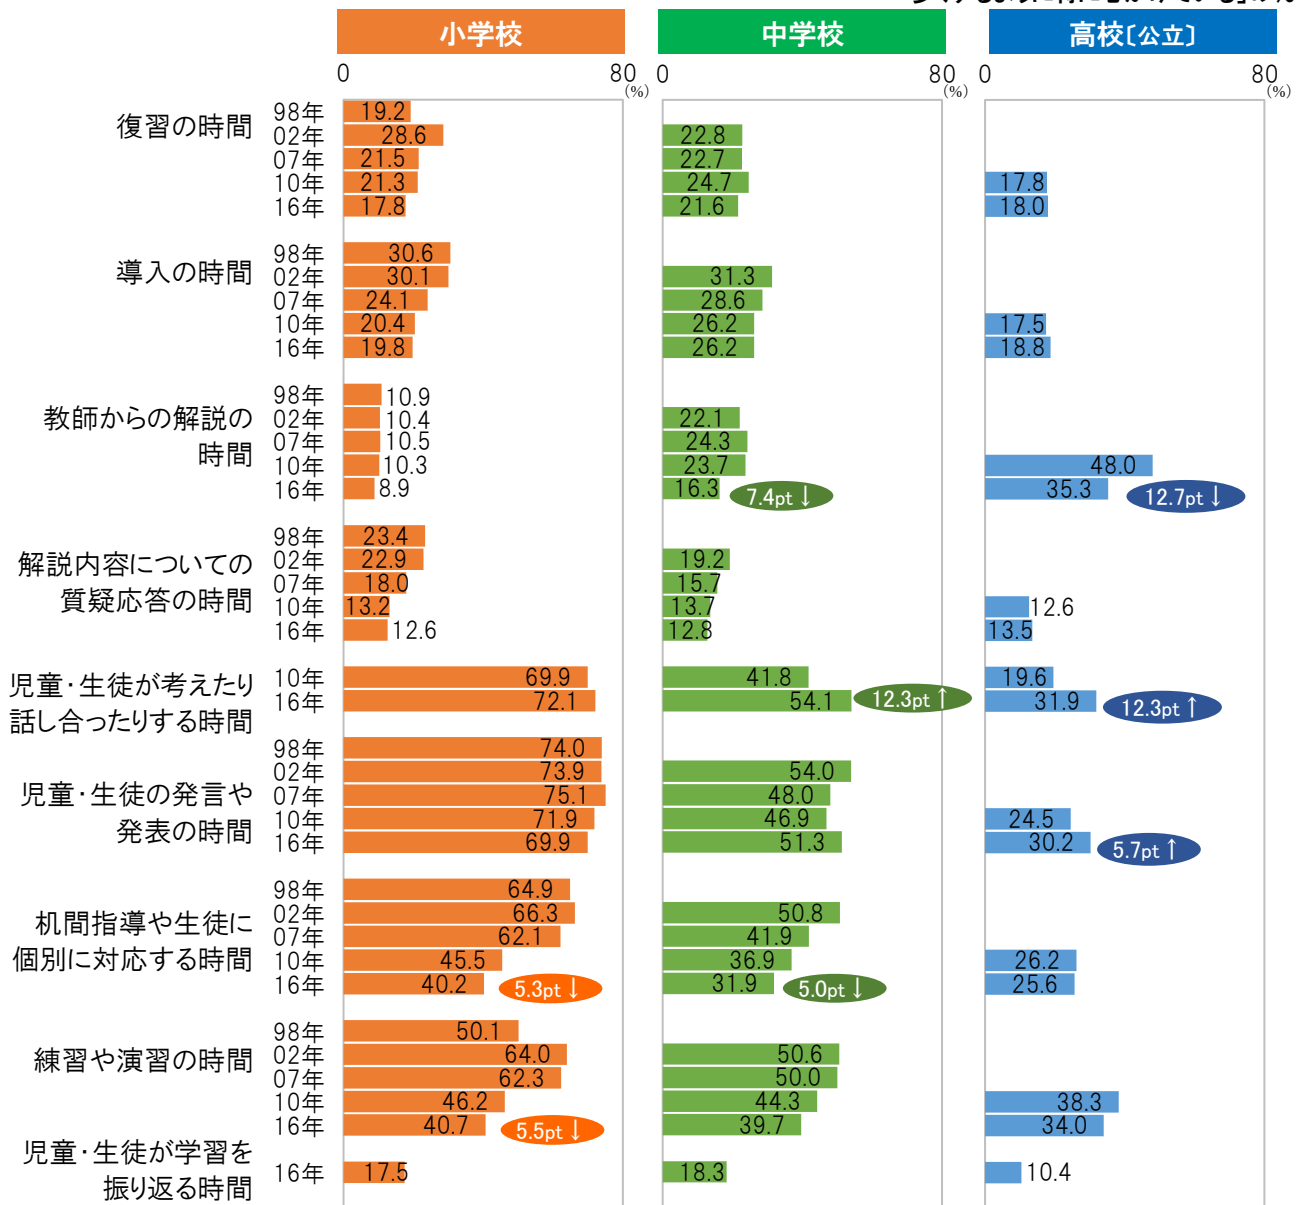 小学校 中学校 高校〔公立〕
0 80 0 80 0 80
(%) (%) (%)
復習の時間
98年 19.2
02年 28.6 22.8
07年 21.5 22.7
10年 21.3 24.7 17.8
16年 17.8 21.6 18.0
導入の時間
98年 30.6
02年 30.1 31.3
07年 24.1 28.6
10年 20.4 26.2 17.5
16年 19.8 26.2 18.8
教師からの解説の
時間
98年 10.9
02年 10.4 22.1
07年 10.5 24.3
10年 10.3 23.7 48.0
16年 8.9 16.3 7.4pt ↓ 35.3 12.7pt ↓
解説内容についての
質疑応答の時間
98年 23.4
02年 22.9 19.2
07年 18.0 15.7
10年 13.2 13.7 12.6
16年 12.6 12.8 13.5
児童・生徒が考えたり
話し合ったりする時間
10年 69.9 41.8 19.6
16年 72.1 54.1 12.3pt ↑ 31.9 12.3pt ↑
児童・生徒の発言や
発表の時間
98年 74.0
02年 73.9 54.0
07年 75.1 48.0
10年 71.9 46.9 24.5
16年 69.9 51.3 30.2 5.7pt ↑
机間指導や生徒に
個別に対応する時間
98年 64.9
02年 66.3 50.8
07年 62.1 41.9
10年 45.5 36.9 26.2
16年 40.2 5.3pt ↓ 31.9 5.0pt ↓ 25.6
練習や演習の時間
98年 50.1
02年 64.0 50.6
07年 62.3 50.0
10年 46.2 44.3 38.3
16年 40.7 5.5pt ↓ 39.7 34.0
児童・生徒が学習を
振り返る時間
16年 17.5 18.3 10.4